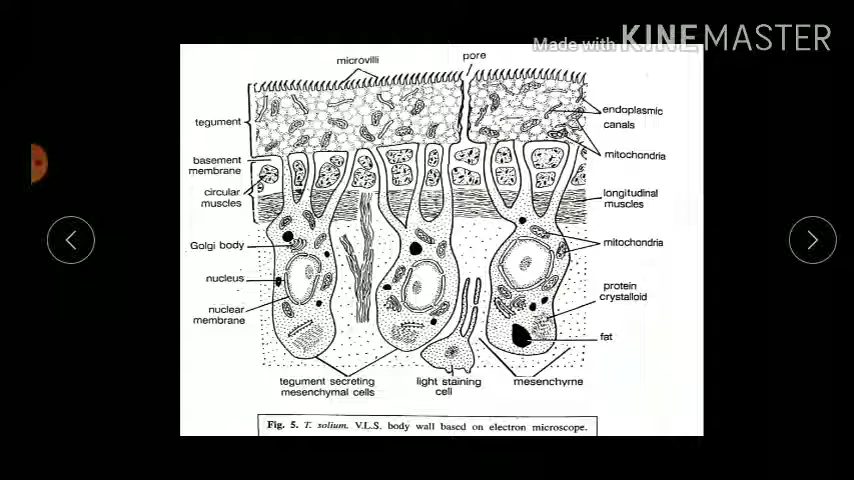 Made with KINEMASTER
microvilli
pore
tegument
endoplasmic
canals
basement
membrane
mitochondria
circular
muscles
longitudinal
muscles
Golgi body
mitochondria
nucleus
protein
crystalloid
nuclear
membrane
fat
tegument secreting
mesenchymal cells
light staining
cell
mesenchyme
Fig. 5. T. solium. V.L.S. body wall based on electron microscope.